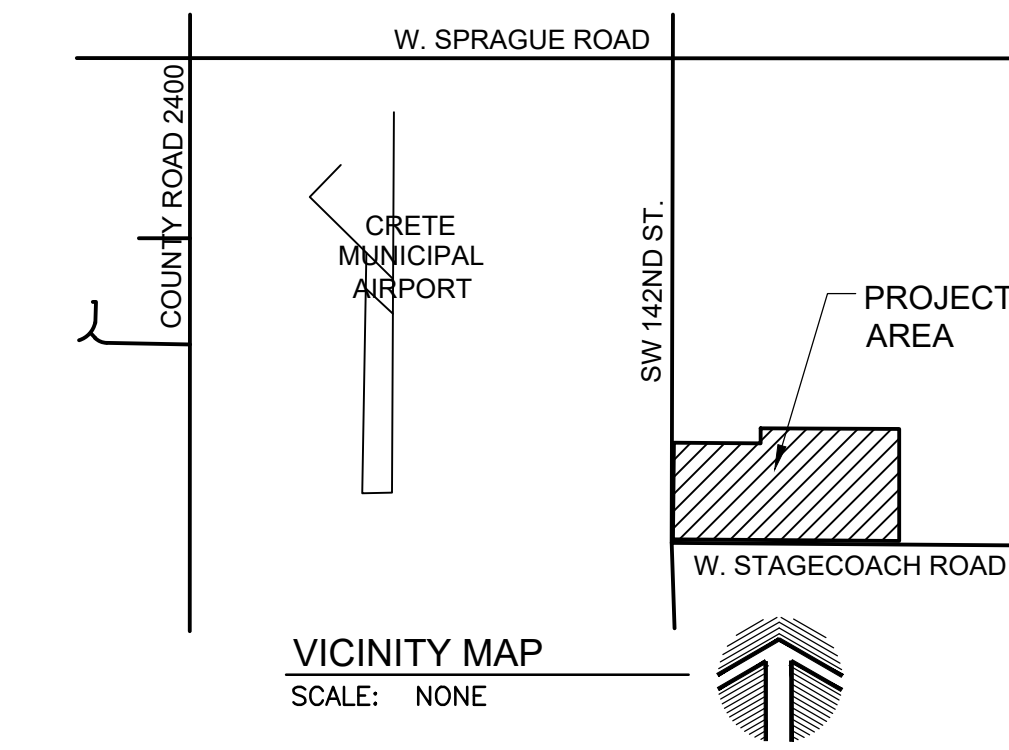 W. SPRAGUE ROAD
COUNTY ROAD 2400
CRETE
MUNICIPAL
AIRPORT
SW 142ND ST.
PROJECT
AREA
W. STAGECOACH ROAD
VICINITY MAP
SCALE: NONE